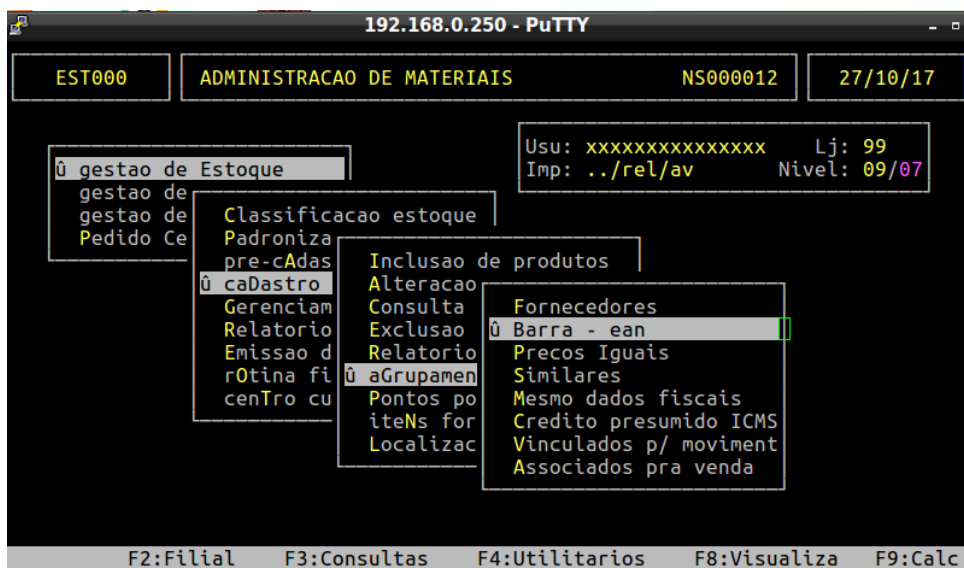 192.168.0.250 - PuTTY
EST000 ADMINISTRACAO DE MATERIAIS NS000012 27/10/17
Usu: xxxxxxxxxxxxxxx Lj: 99
Imp: ../rel/av Nivel: 09/07
û gestao de Estoque
gestao de
gestao de
Pedido Ce
Classificacao estoque
Padroniza
pre-cAdas
û caDastro
Gerenciam
Relatorio
Emissao d
rOtina fi
cenTro cu
Inclusao de produtos
Alteracao
Consulta
Exclusao
Relatorio
û aGrupamen
Pontos po
iteNs for
Localizac
Fornecedores
û Barra - ean
Precos Iguais
Similares
Mesmo dados fiscais
Credito presumido ICMS
Vinculados p/ moviment
Associados pra venda
F2:Filial F3:Consultas F4:Utilitarios F8:Visualiza F9:Calc